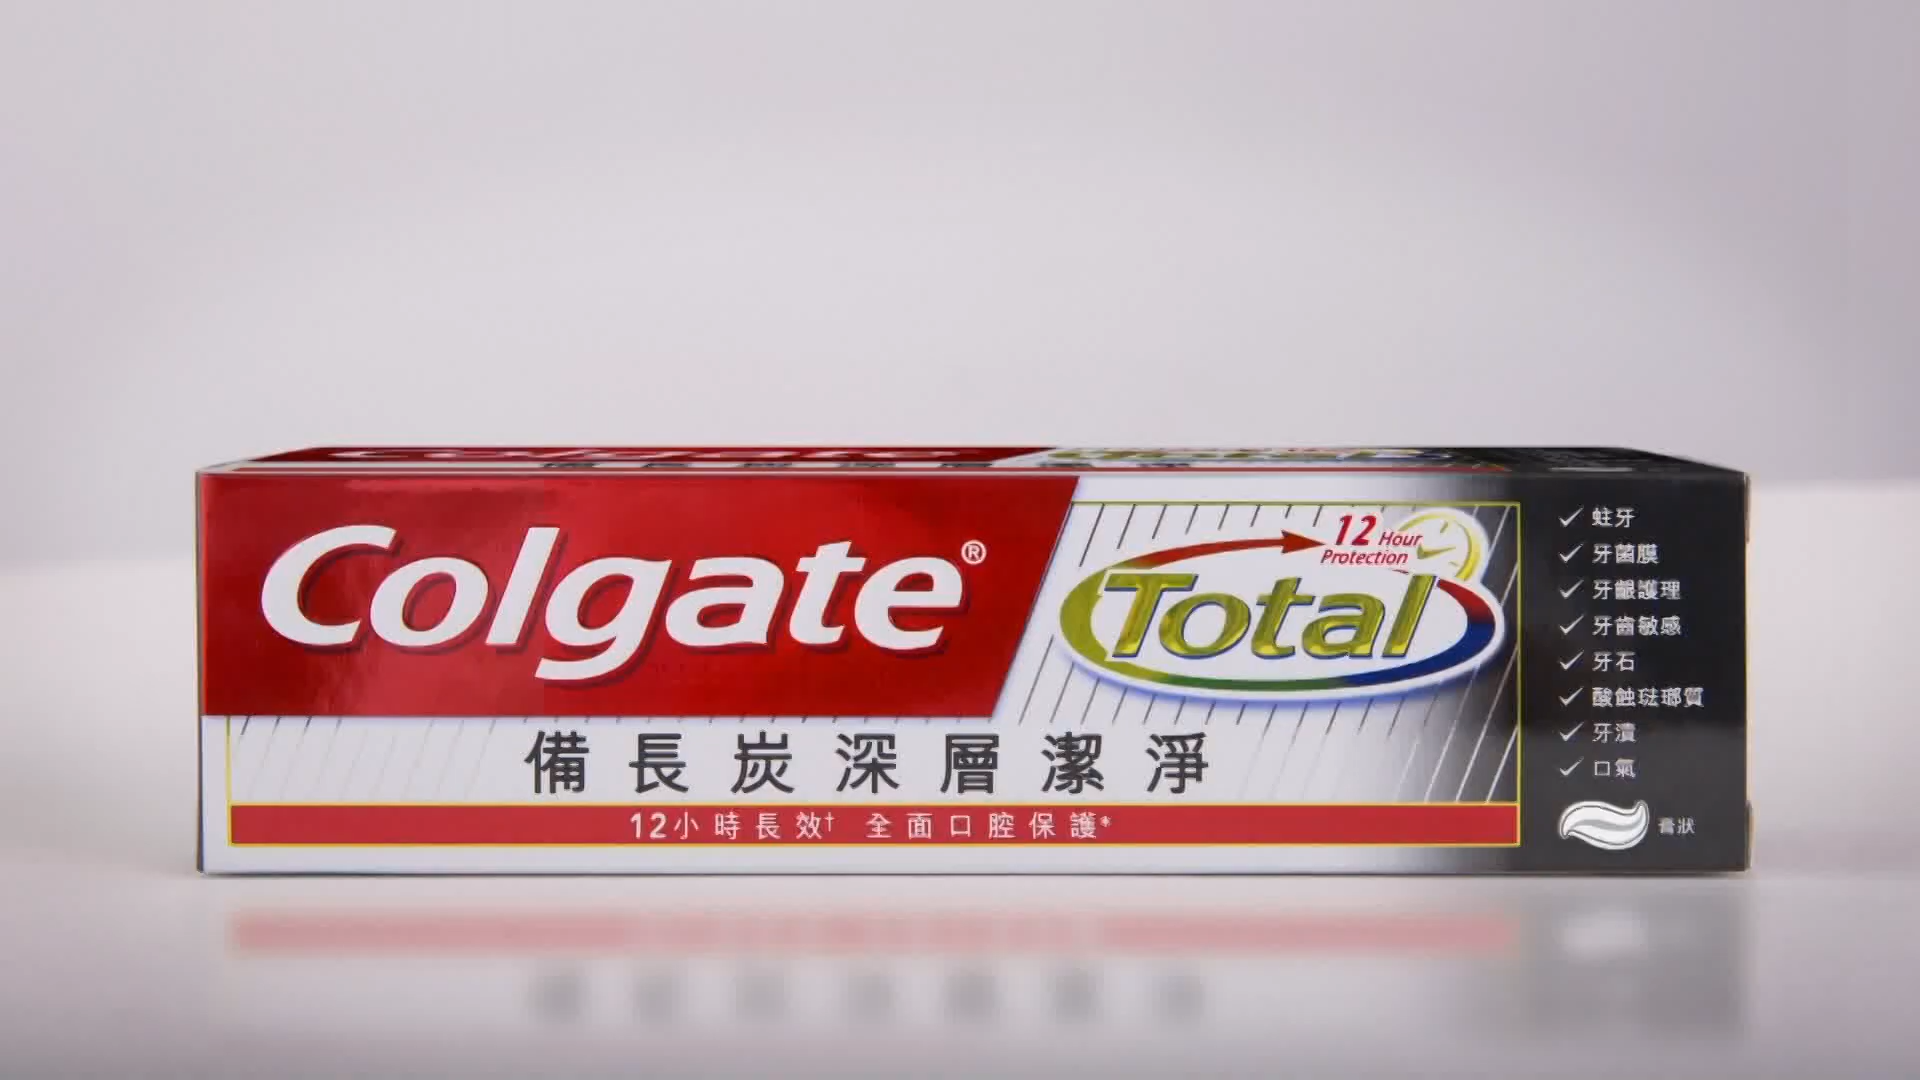 Colgate®
12 Hour
Protection
Total
備長炭深層潔淨
12小時長效† 全面口腔保護*
✓ 蛀牙
✓ 牙菌膜
✓ 牙齦護理
✓ 牙齒敏感
✓ 牙石
✓ 酸蝕琺瑯質
✓ 牙漬
✓ 口氣
膏狀